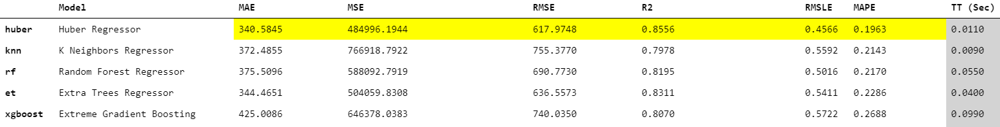 Model MAE MSE RMSE R2 RMSLE MAPE TT (Sec)
huber Huber Regressor 340.5845 484996.1944 617.9748 0.8556 0.4566 0.1963 0.0110
knn K Neighbors Regressor 372.4855 766918.7922 755.3770 0.7978 0.5592 0.2143 0.0090
rf Random Forest Regressor 375.5096 588092.7919 690.7730 0.8195 0.5016 0.2170 0.0550
et Extra Trees Regressor 344.4651 504059.8308 636.5573 0.8311 0.5411 0.2286 0.0400
xgboost Extreme Gradient Boosting 425.0086 646378.0383 740.0350 0.8070 0.5722 0.2688 0.0990